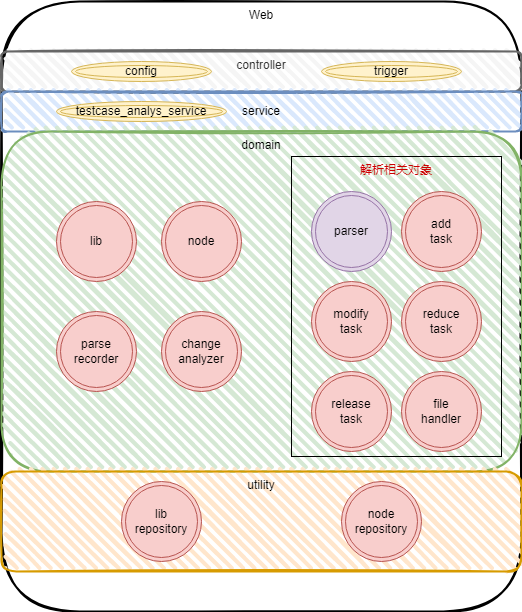 Web
controller
config
trigger
testcase_analys_service
service
domain
解析相关对象
lib
node
parser
add
task
parse
recorder
change
analyzer
modify
task
reduce
task
release
task
file
handler
utility
lib
repository
node
repository